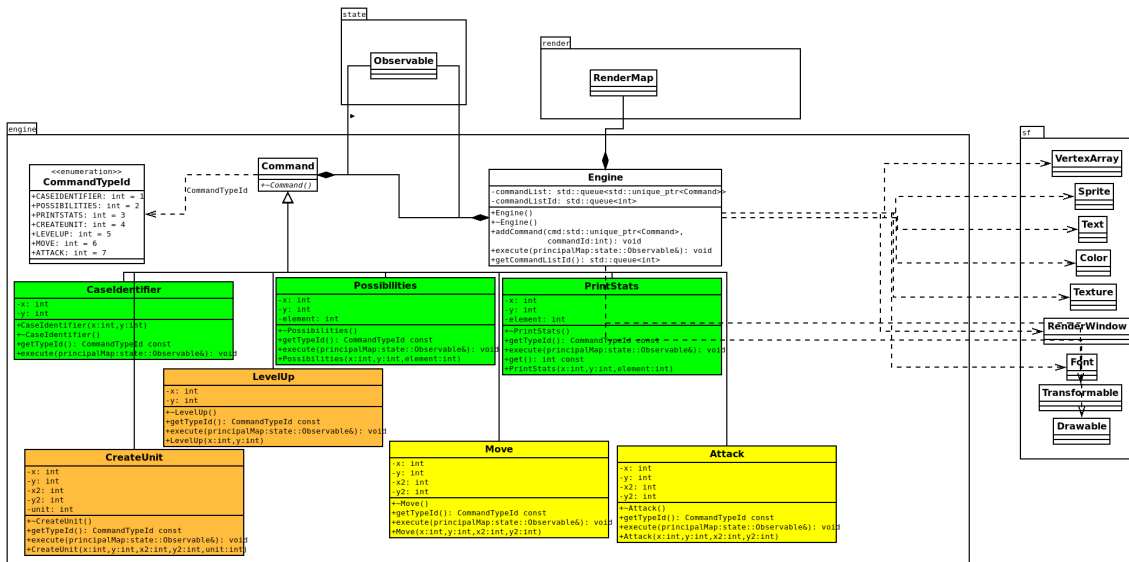 state
Observable
render
RenderMap
engine
<<enumeration>>
CommandTypeId
+CASEIDENTIFIER: int = 1
+POSSIBILITIES: int = 2
+PRINTSTATS: int = 3
+CREATEUNIT: int = 4
+LEVELUP: int = 5
+MOVE: int = 6
+ATTACK: int = 7
CommandTypeId
Command
+~Command()
Engine
-commandList: std::queue<std::unique_ptr<Command>>
-commandListId: std::queue<int>
+Engine()
+~Engine()
+addCommand(cmd:std::unique_ptr<Command>,
commandId:int): void
+execute(principalMap:state::Observable&): void
+getCommandListId(): std::queue<int>
sf
VertexArray
Sprite
Text
Color
Texture
RenderWindow
Font
Transformable
Drawable
CaseIdentifier
-x: int
-y: int
+CaseIdentifier(x:int,y:int)
-~CaseIdentifier()
+getTypeId(): CommandTypeId const
+execute(principalMap:state::Observable&): void
Possibilities
-x: int
-y: int
-element: int
+~Possibilities()
+getTypeId(): CommandTypeId const
+execute(principalMap:state::Observable&): void
+Possibilities(x:int,y:int,element:int)
PrintStats
-x: int
-y: int
-element: int
+~PrintStats()
+getTypeId(): CommandTypeId const
+execute(principalMap:state::Observable&): void
+get(): int const
+PrintStats(x:int,y:int,element:int)
LevelUp
-x: int
-y: int
+~LevelUp()
+getTypeId(): CommandTypeId const
+execute(principalMap:state::Observable&): void
+LevelUp(x:int,y:int)
CreateUnit
-x: int
-y: int
-x2: int
-y2: int
-unit: int
+~CreateUnit()
+getTypeId(): CommandTypeId const
+execute(principalMap:state::Observable&): void
+CreateUnit(x:int,y:int,x2:int,y2:int,unit:int)
Move
-x: int
-y: int
-x2: int
-y2: int
+~Move()
+getTypeId(): CommandTypeId const
+execute(principalMap:state::Observable&): void
+Move(x:int,y:int,x2:int,y2:int)
Attack
-x: int
-y: int
-x2: int
-y2: int
+~Attack()
+getTypeId(): CommandTypeId const
+execute(principalMap:state::Observable&): void
+Attack(x:int,y:int,x2:int,y2:int)